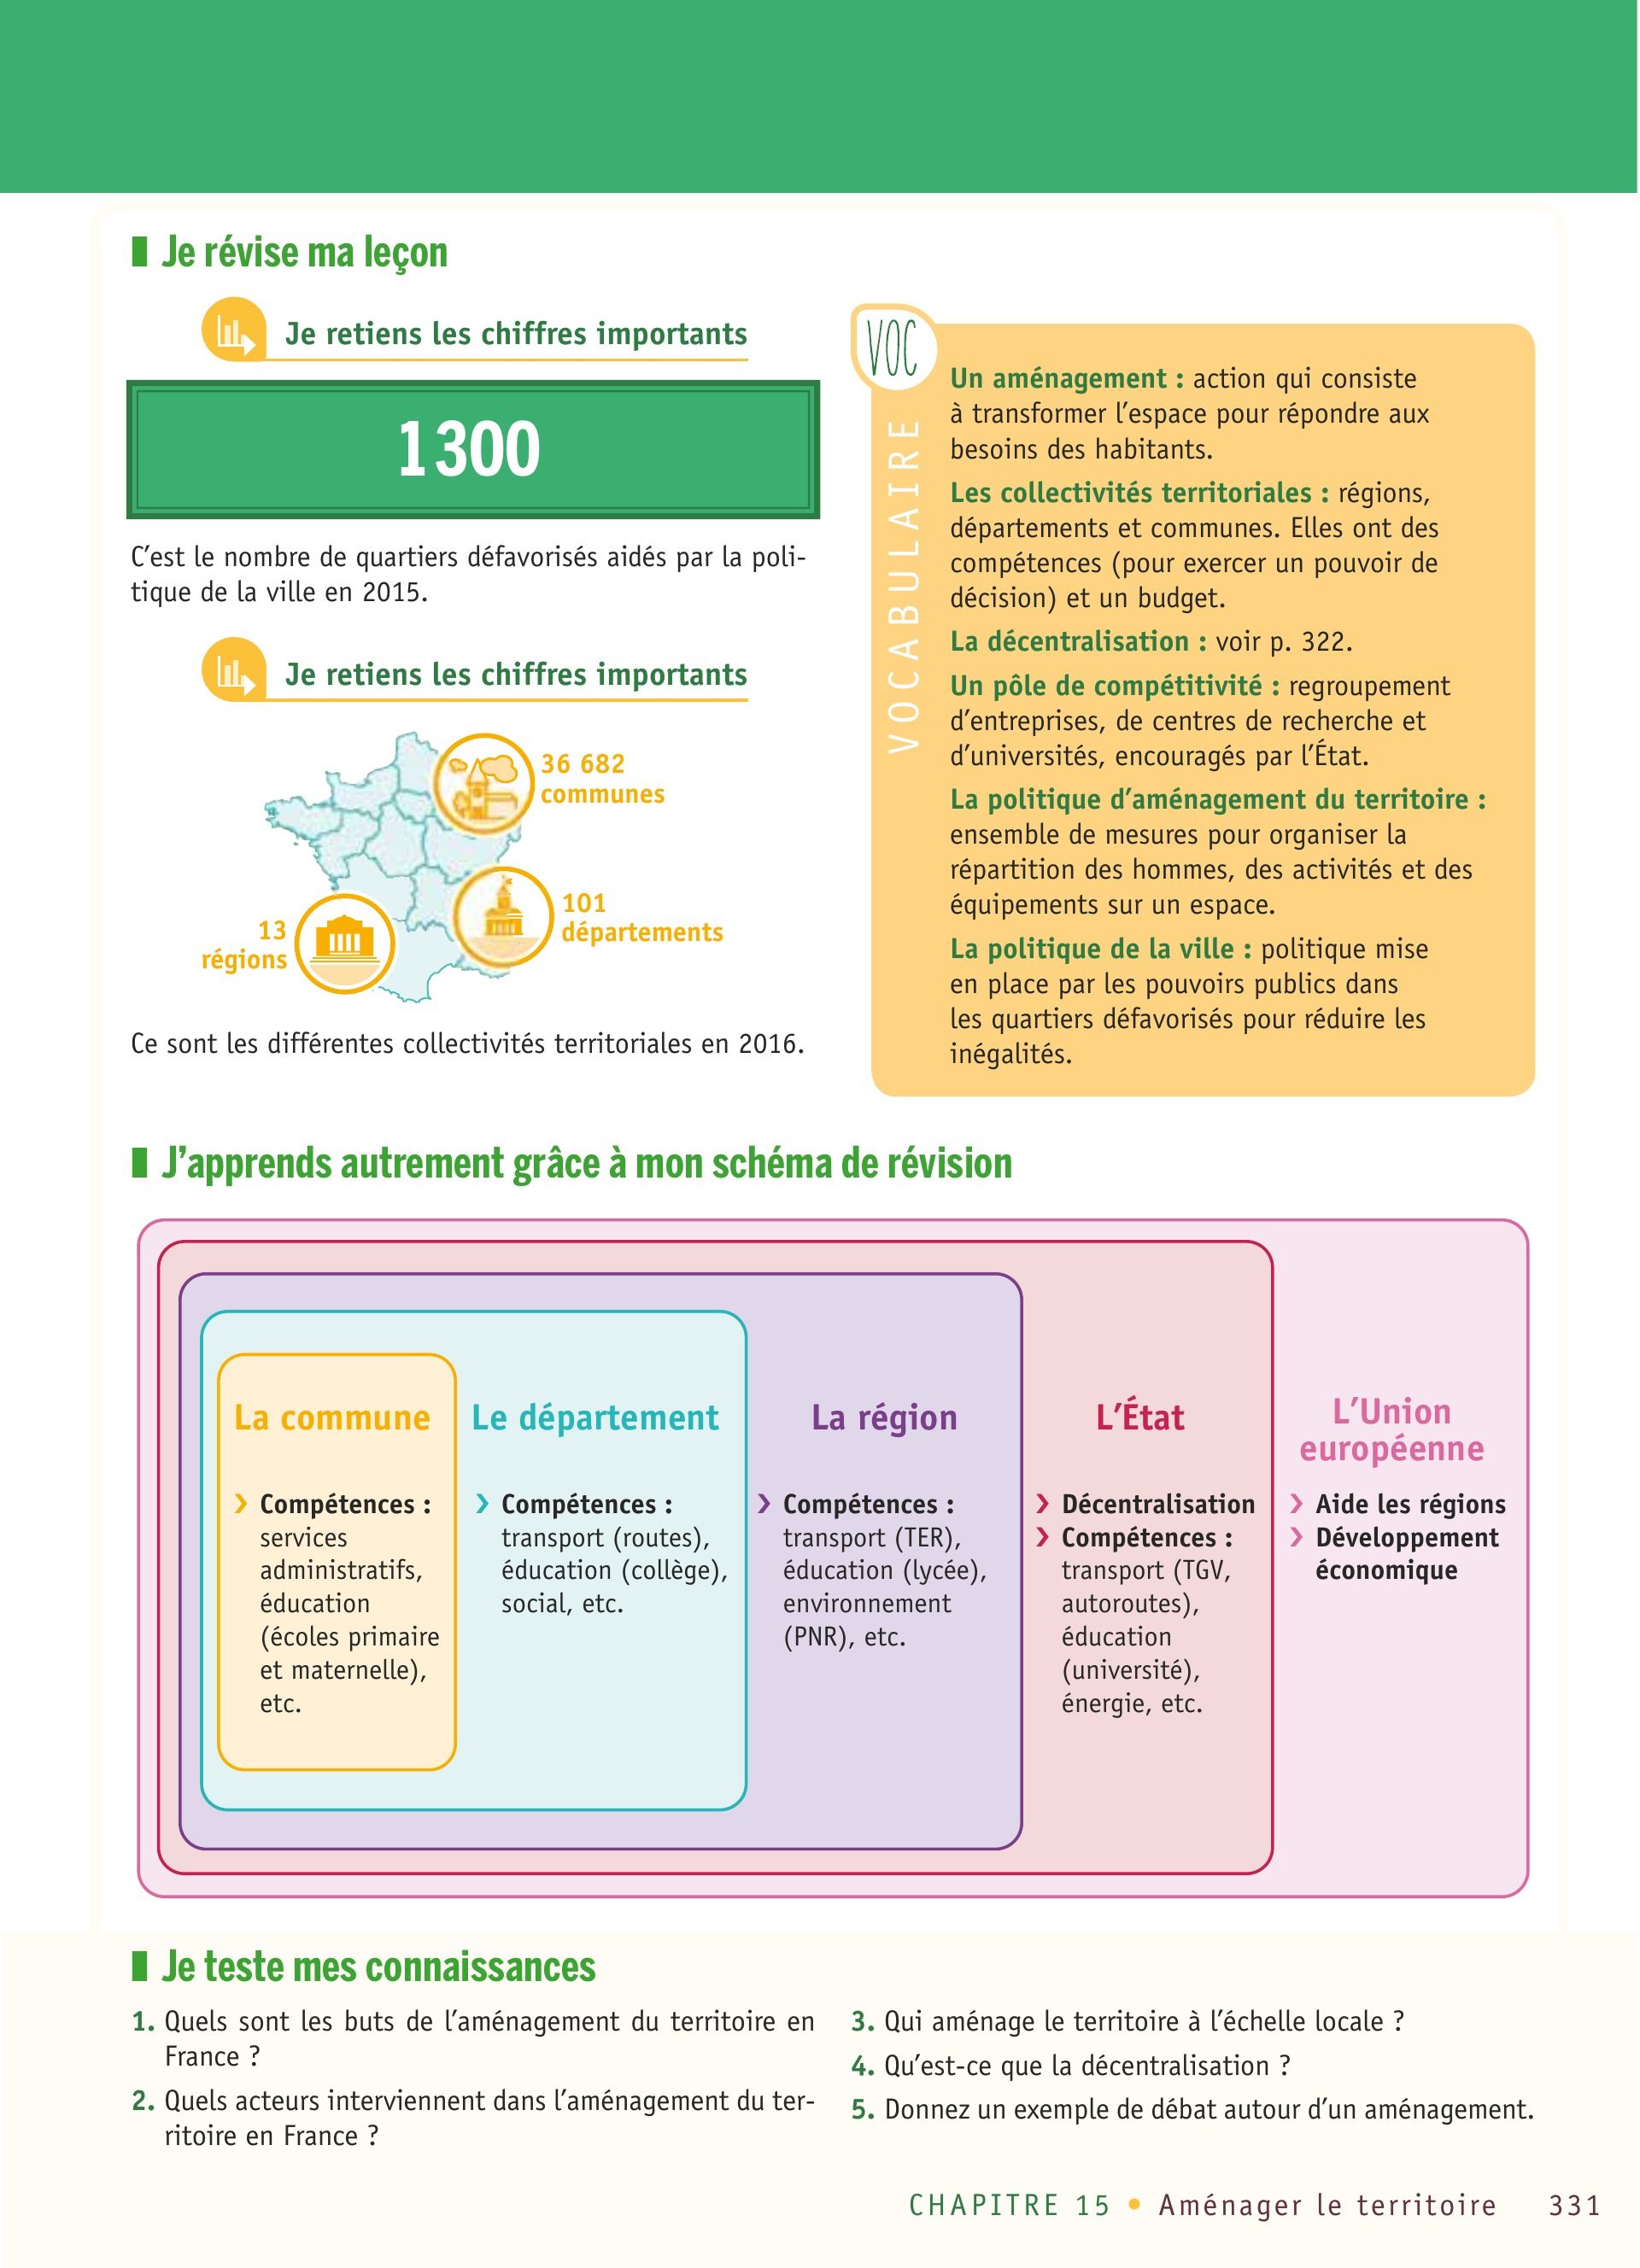 Je révise ma leçon
Je retiens les chiffres importants
1 300
C’est le nombre de quartiers défavorisés aidés par la poli-
tique de la ville en 2015.
Je retiens les chiffres importants
36 682
communes
101
départements
13
régions
Ce sont les différentes collectivités territoriales en 2016.
VOC
VOCABULAIRE
Un aménagement : action qui consiste
à transformer l’espace pour répondre aux
besoins des habitants.
Les collectivités territoriales : régions,
départements et communes. Elles ont des
compétences (pour exercer un pouvoir de
décision) et un budget.
La décentralisation : voir p. 322.
Un pôle de compétitivité : regroupement
d’entreprises, de centres de recherche et
d’universités, encouragés par l’État.
La politique d’aménagement du territoire :
ensemble de mesures pour organiser la
répartition des hommes, des activités et des
équipements sur un espace.
La politique de la ville : politique mise
en place par les pouvoirs publics dans
les quartiers défavorisés pour réduire les
inégalités.
J’apprends autrement grâce à mon schéma de révision
La commune
› Compétences :
services
administratifs,
éducation
(écoles primaire
et maternelle),
etc.
Le département
› Compétences :
transport (routes),
éducation (collège),
social, etc.
La région
› Compétences :
transport (TER),
éducation (lycée),
environnement
(PNR), etc.
L’État
› Décentralisation
› Compétences :
transport (TGV,
autoroutes),
éducation
(université),
énergie, etc.
L’Union
européenne
› Aide les régions
› Développement
économique
Je teste mes connaissances
1. Quels sont les buts de l’aménagement du territoire en
France ?
2. Quels acteurs interviennent dans l’aménagement du ter-
ritoire en France ?
3. Qui aménage le territoire à l’échelle locale ?
4. Qu’est-ce que la décentralisation ?
5. Donnez un exemple de débat autour d’un aménagement.
CHAPITRE 15 • Aménager le territoire 331